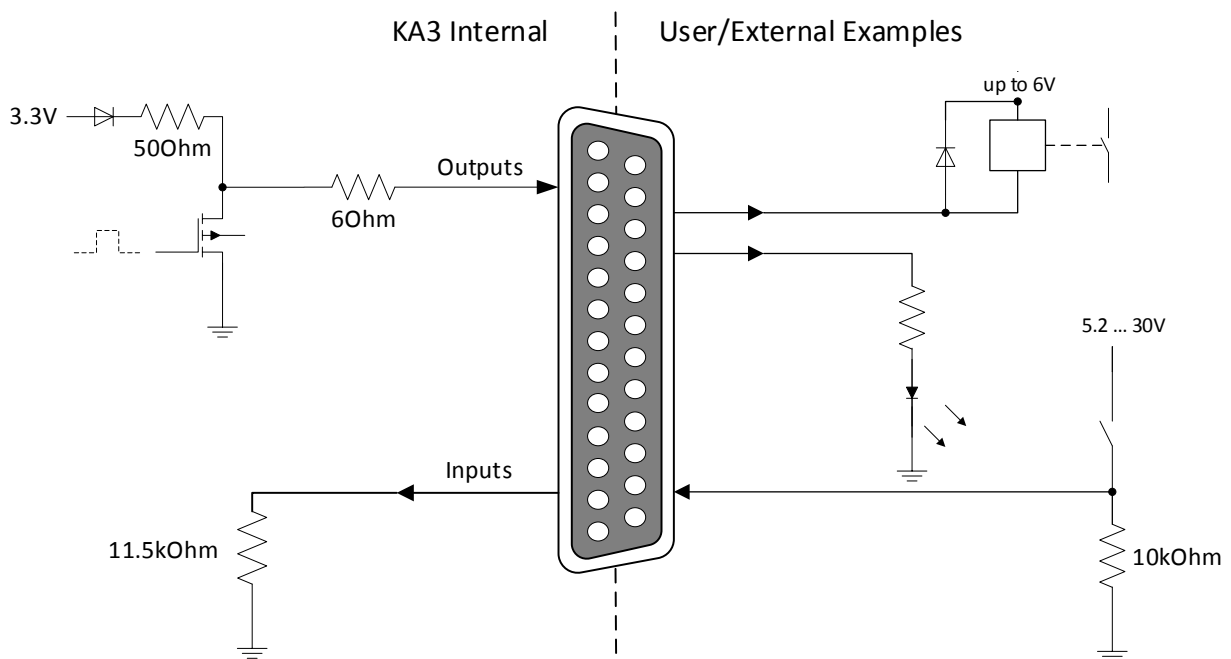 KA3 Internal
User/External Examples
3.3V
50Ohm
Outputs
6Ohm
up to 6V
5.2 ... 30V
Inputs
11.5kOhm
10kOhm